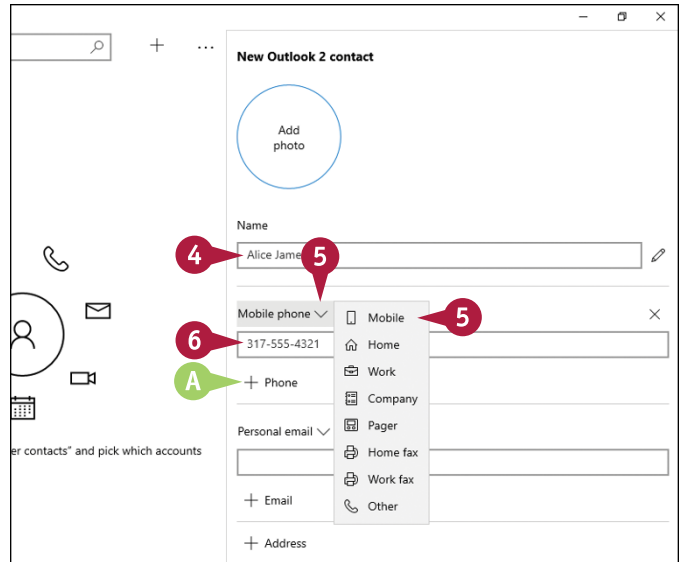 New Outlook 2 contact
Add
photo
Name
4
Alice Jame
5
Mobile phone
Mobile
5
6
317-555-4321
Home
A
+ Phone
Work
Company
Personal email
Pager
er contacts" and pick which accounts
Home fax
Work fax
+ Email
Other
+ Address